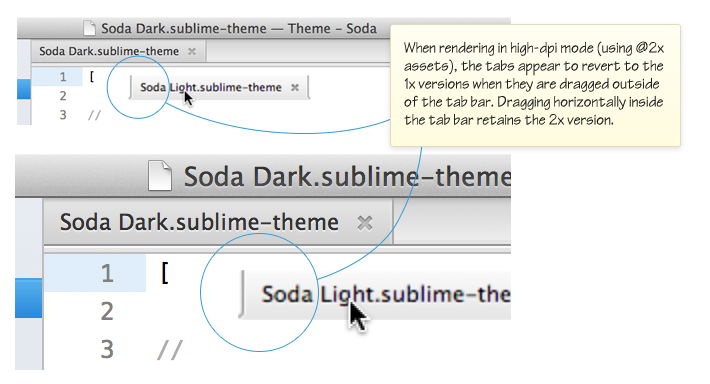 Soda Dark.sublime-theme — Theme – Soda
Soda Dark.sublime-theme ×
1 [
Soda Light.sublime-theme ×
2
3 //
When rendering in high-dpi mode (using @2x
assets), the tabs appear to revert to the
1x versions when they are dragged outside
of the tab bar. Dragging horizontally inside
the tab bar retains the 2x version.
Soda Dark.sublime-theme
Soda Dark.sublime-theme ×
1 [
Soda Light.sublime-the
2
3 //